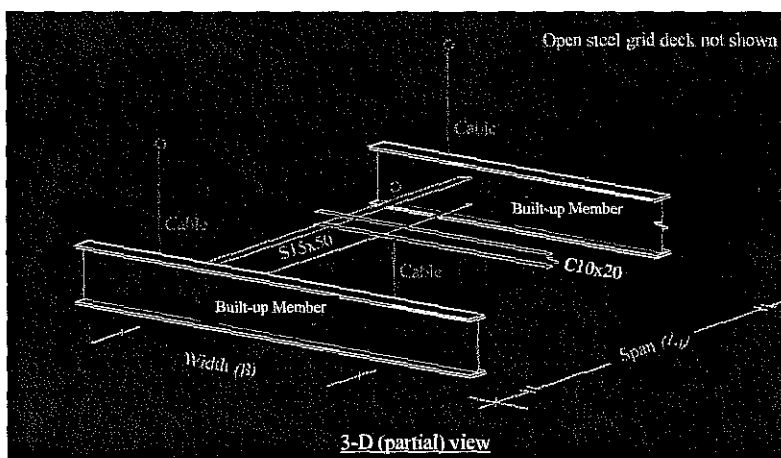 Open steel grid deck not shown
Cable
Built-up Member
Cable
S15x50
C10x20
Cable
Built-up Member
Width (B)
Span
3-D (partial) view